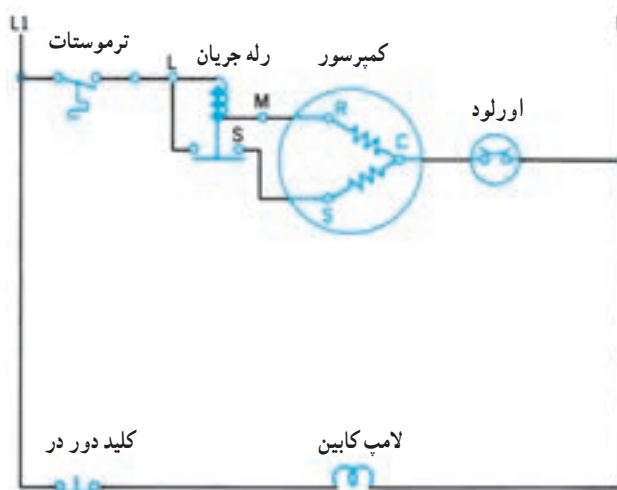 L1
ترموستات
رله جریان
کمپرسور
اورلود
L
M
S
R
C
S
کلید دور در
لامپ کابین